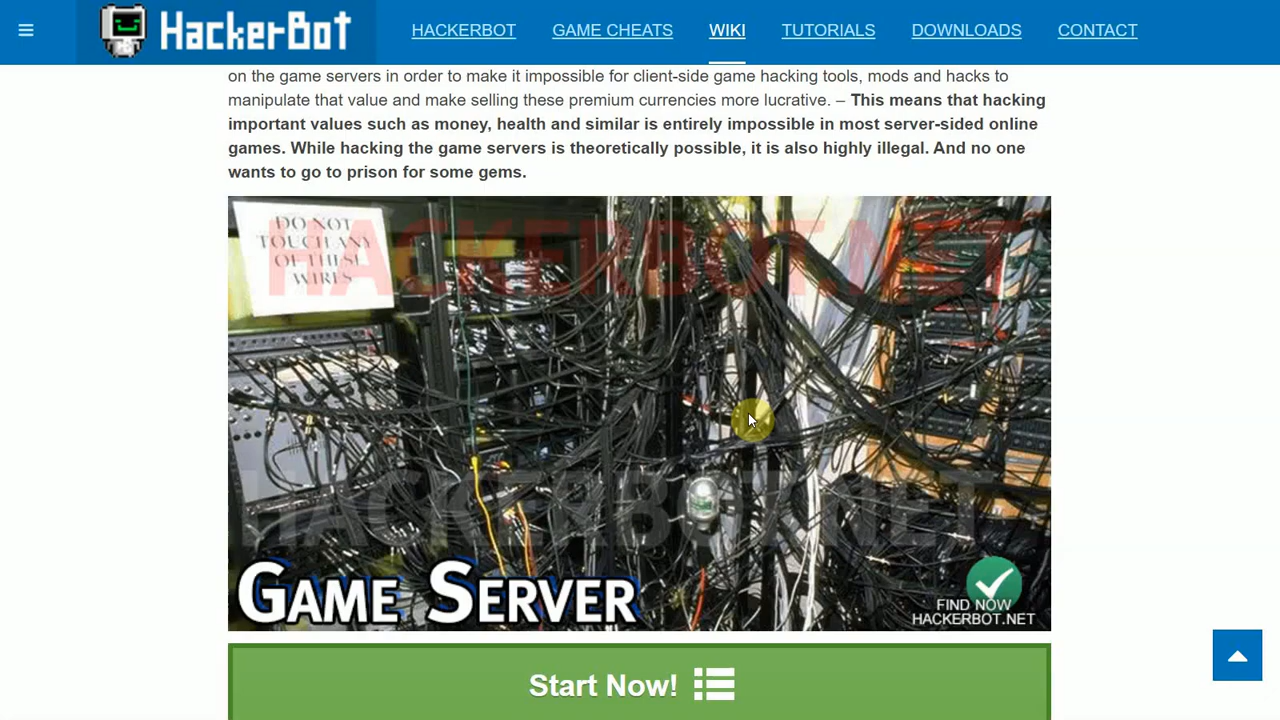 HackerBot
HACKERBOT GAME CHEATS WIKI TUTORIALS DOWNLOADS CONTACT
on the game servers in order to make it impossible for client-side game hacking tools, mods and hacks to
manipulate that value and make selling these premium currencies more lucrative. – This means that hacking
important values such as money, health and similar is entirely impossible in most server-sided online
games. While hacking the game servers is theoretically possible, it is also highly illegal. And no one
wants to go to prison for some gems.
DO NOT
TOUCH ANY
OF THESE
WIRES
HACKERBOT.NET
HACKERBOT.NET
GAME SERVER
FIND NOW
HACKERBOT.NET
Start Now!